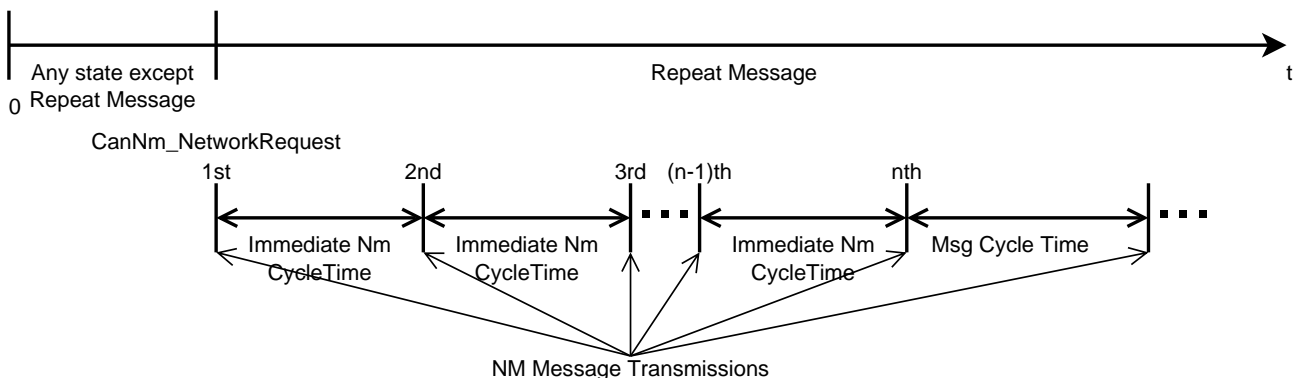 Any state except
Repeat Message
Repeat Message
t
0
CanNm_NetworkRequest
1st
2nd
3rd
(n-1)th
nth
Immediate Nm
CycleTime
Immediate Nm
CycleTime
Immediate Nm
CycleTime
Msg Cycle Time
NM Message Transmissions